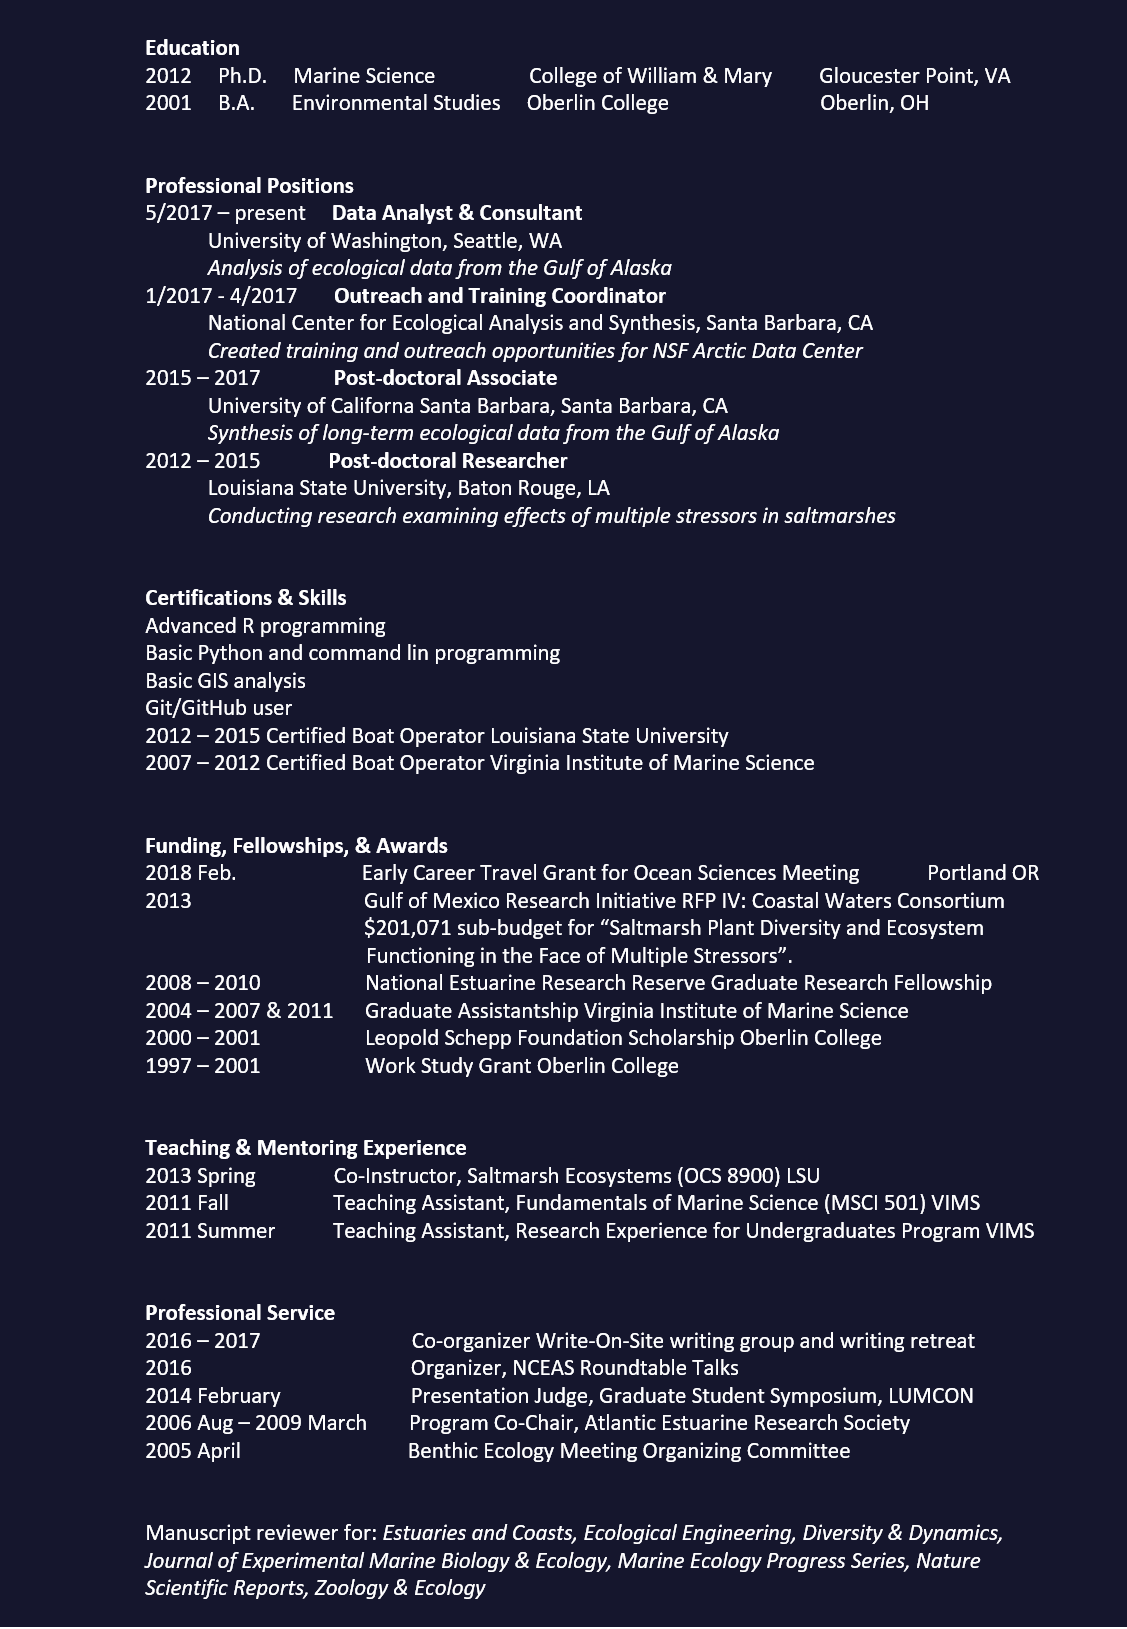 Education
2012 Ph.D. Marine Science College of William & Mary Gloucester Point, VA
2001 B.A. Environmental Studies Oberlin College Oberlin, OH
Professional Positions
5/2017 – present Data Analyst & Consultant
University of Washington, Seattle, WA
Analysis of ecological data from the Gulf of Alaska
1/2017 - 4/2017 Outreach and Training Coordinator
National Center for Ecological Analysis and Synthesis, Santa Barbara, CA
Created training and outreach opportunities for NSF Arctic Data Center
2015 – 2017 Post-doctoral Associate
University of Californa Santa Barbara, Santa Barbara, CA
Synthesis of long-term ecological data from the Gulf of Alaska
2012 – 2015 Post-doctoral Researcher
Louisiana State University, Baton Rouge, LA
Conducting research examining effects of multiple stressors in saltmarshes
Certifications & Skills
Advanced R programming
Basic Python and command lin programming
Basic GIS analysis
Git/GitHub user
2012 – 2015 Certified Boat Operator Louisiana State University
2007 – 2012 Certified Boat Operator Virginia Institute of Marine Science
Funding, Fellowships, & Awards
2018 Feb. Early Career Travel Grant for Ocean Sciences Meeting Portland OR
2013 Gulf of Mexico Research Initiative RFP IV: Coastal Waters Consortium
$201,071 sub-budget for “Saltmarsh Plant Diversity and Ecosystem
Functioning in the Face of Multiple Stressors”.
2008 – 2010 National Estuarine Research Reserve Graduate Research Fellowship
2004 – 2007 & 2011 Graduate Assistantship Virginia Institute of Marine Science
2000 – 2001 Leopold Schepp Foundation Scholarship Oberlin College
1997 – 2001 Work Study Grant Oberlin College
Teaching & Mentoring Experience
2013 Spring Co-Instructor, Saltmarsh Ecosystems (OCS 8900) LSU
2011 Fall Teaching Assistant, Fundamentals of Marine Science (MSCI 501) VIMS
2011 Summer Teaching Assistant, Research Experience for Undergraduates Program VIMS
Professional Service
2016 – 2017 Co-organizer Write-On-Site writing group and writing retreat
2016 Organizer, NCEAS Roundtable Talks
2014 February Presentation Judge, Graduate Student Symposium, LUMCON
2006 Aug – 2009 March Program Co-Chair, Atlantic Estuarine Research Society
2005 April Benthic Ecology Meeting Organizing Committee
Manuscript reviewer for: Estuaries and Coasts, Ecological Engineering, Diversity & Dynamics,
Journal of Experimental Marine Biology & Ecology, Marine Ecology Progress Series, Nature
Scientific Reports, Zoology & Ecology